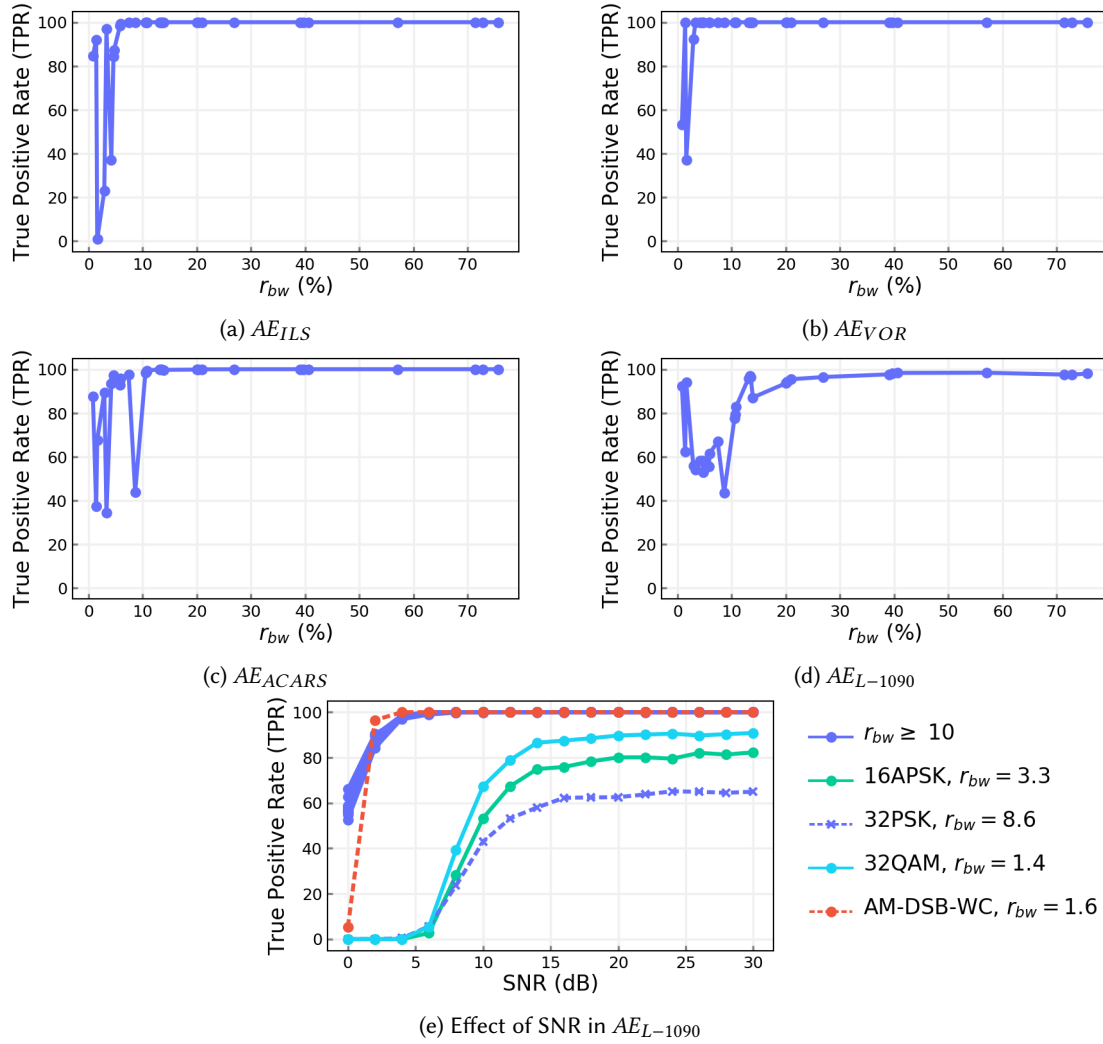 100
80
60
40
20
0
True Positive Rate (TPR)
0 10 20 30 40 50 60 70
r_bw (%)
(a) AE_ILS
100
80
60
40
20
0
True Positive Rate (TPR)
0 10 20 30 40 50 60 70
r_bw (%)
(b) AE_VOR
100
80
60
40
20
0
True Positive Rate (TPR)
0 10 20 30 40 50 60 70
r_bw (%)
(c) AE_ACARS
100
80
60
40
20
0
True Positive Rate (TPR)
0 10 20 30 40 50 60 70
r_bw (%)
(d) AE_L−1090
100
80
60
40
20
0
True Positive Rate (TPR)
0 5 10 15 20 25 30
SNR (dB)
r_bw ≥ 10
16APSK, r_bw = 3.3
32PSK, r_bw = 8.6
32QAM, r_bw = 1.4
AM-DSB-WC, r_bw = 1.6
(e) Effect of SNR in AE_L−1090